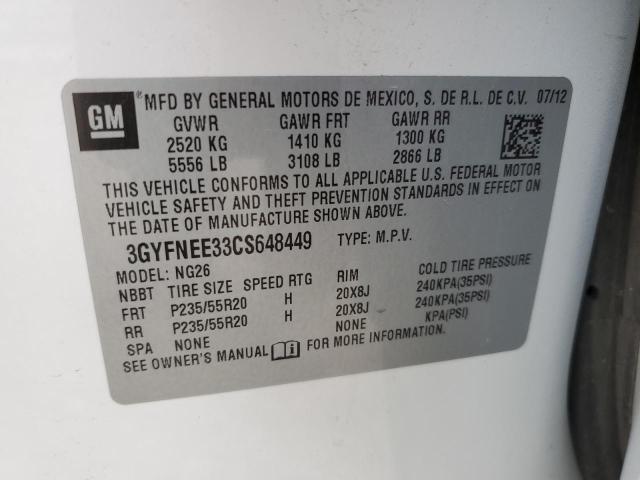 GM ® MFD BY GENERAL MOTORS DE MEXICO, S. DE R.L. DE C.V. 07/12
GVWR GAWR FRT GAWR RR
2520 KG 1410 KG 1300 KG
5556 LB 3108 LB 2866 LB
THIS VEHICLE CONFORMS TO ALL APPLICABLE U.S. FEDERAL MOTOR
VEHICLE SAFETY AND THEFT PREVENTION STANDARDS IN EFFECT ON
THE DATE OF MANUFACTURE SHOWN ABOVE.
3GYFNEE33CS648449 TYPE: M.P.V.
MODEL: NG26
NBBT TIRE SIZE SPEED RTG RIM COLD TIRE PRESSURE
FRT P235/55R20 H 20X8J 240KPA(35PSI)
RR P235/55R20 H 20X8J 240KPA(35PSI)
SPA NONE NONE KPA(PSI)
SEE OWNER'S MANUAL i FOR MORE INFORMATION.